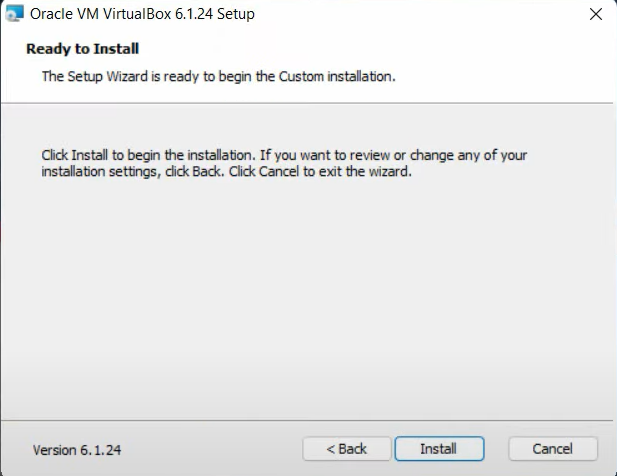 Oracle VM VirtualBox 6.1.24 Setup
Ready to Install
The Setup Wizard is ready to begin the Custom installation.
Click Install to begin the installation. If you want to review or change any of your
installation settings, click Back. Click Cancel to exit the wizard.
Version 6.1.24
< Back
Install
Cancel